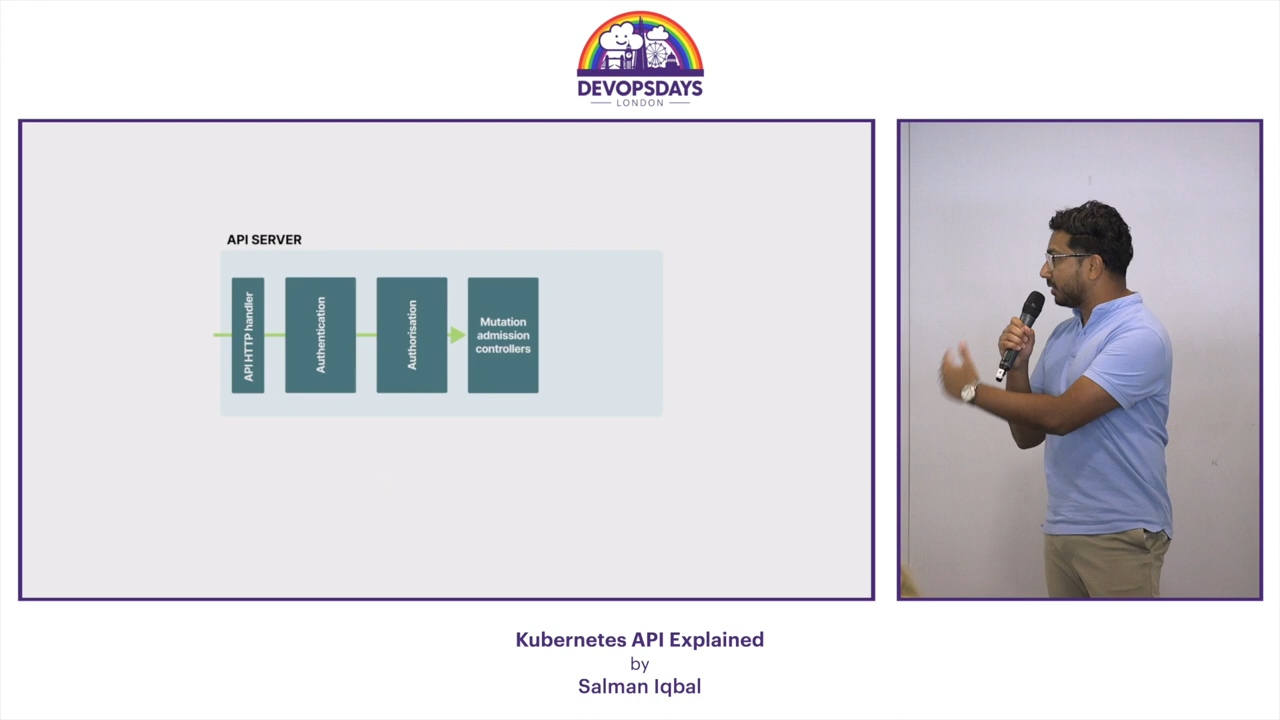 DEVOPSDAYS
LONDON
API SERVER
API HTTP handler
Authentication
Authorisation
Mutation
admission
controllers
Kubernetes API Explained
by
Salman Iqbal